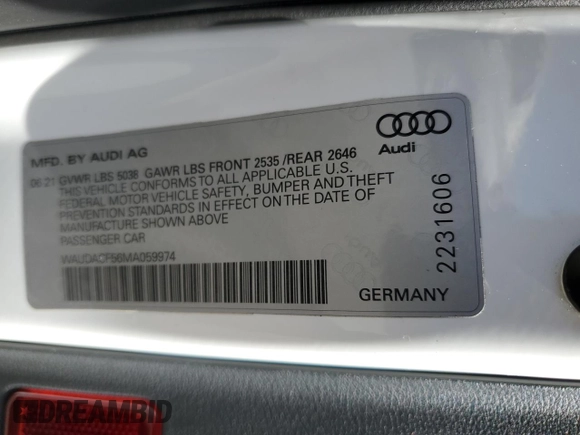 MFD. BY AUDI AG
06.21 GVWR LBS 5038 GAWR LBS FRONT 2535 /REAR 2646
THIS VEHICLE CONFORMS TO ALL APPLICABLE U.S.
FEDERAL MOTOR VEHICLE SAFETY, BUMPER AND THEFT
PREVENTION STANDARDS IN EFFECT ON THE DATE OF
MANUFACTURE SHOWN ABOVE
PASSENGER CAR
WAUDACF56MA059974
Audi
2231606
GERMANY
DREAMBID